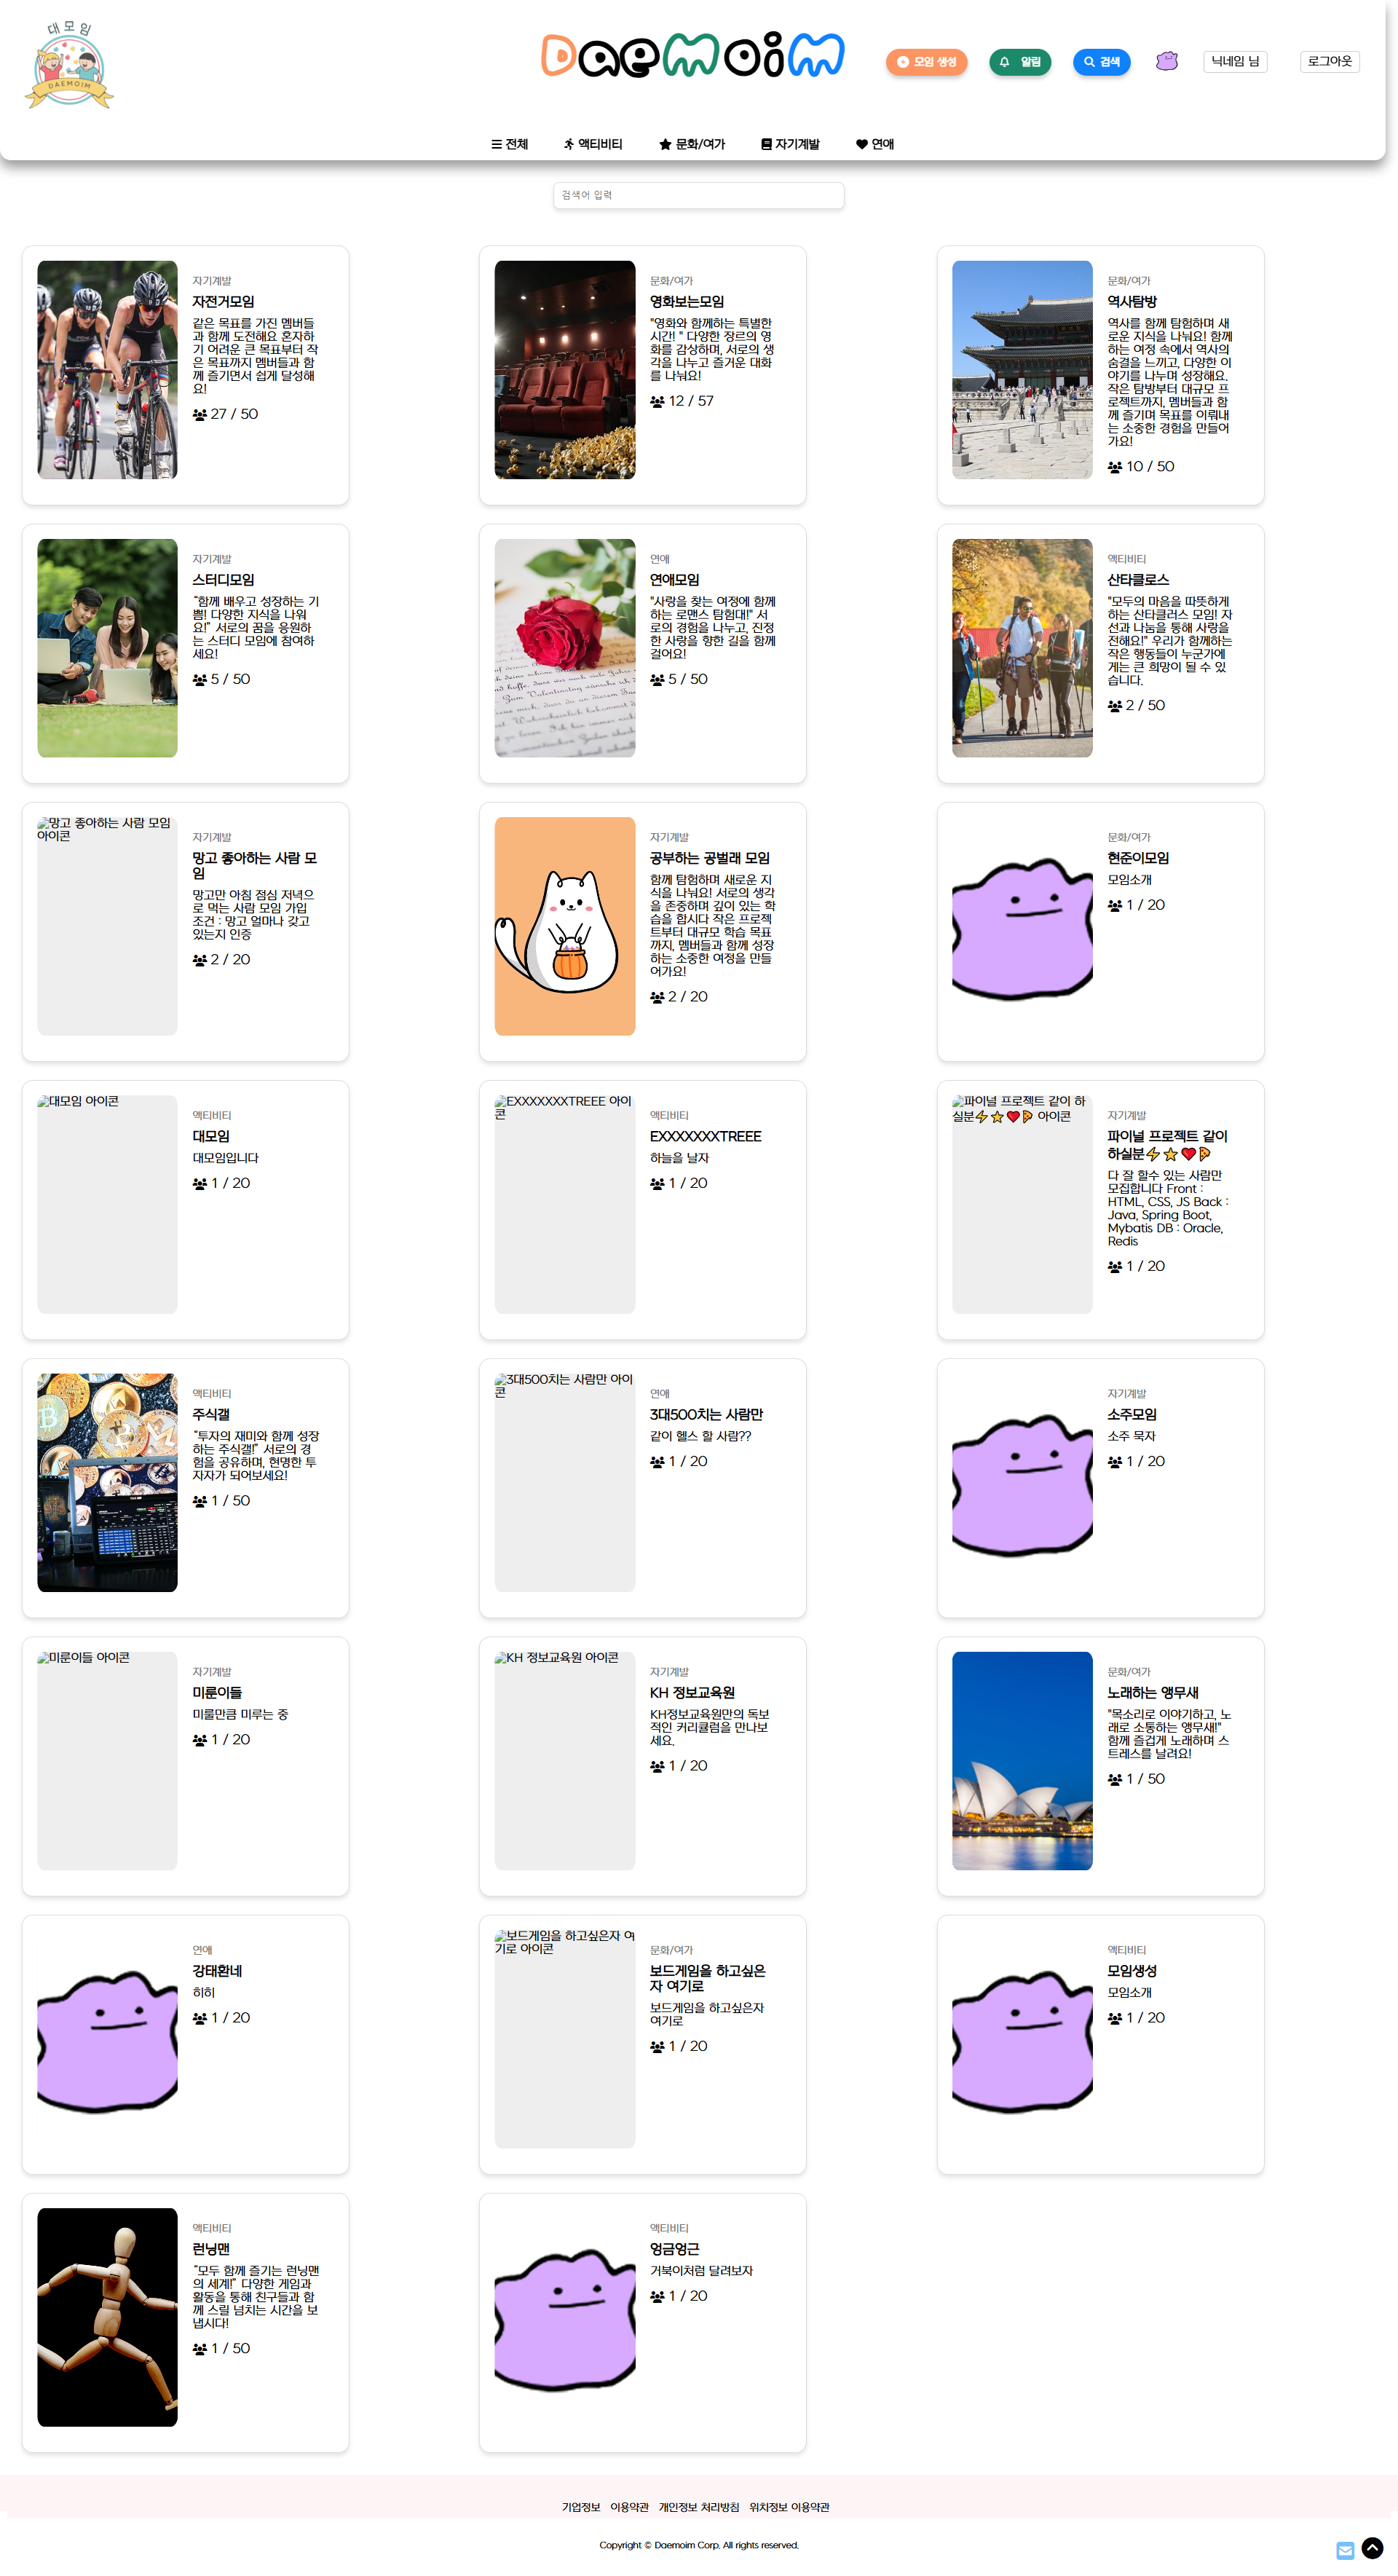 대모임
DAEMOIM
Daemoim
모임 생성
알림
검색
닉네임 님
로그아웃
전체
액티비티
문화/여가
자기계발
연애
검색어 입력
자기계발
자전거모임
같은 목표를 가진 멤버들
과 함께 도전해요 혼자하
기 어려운 큰 목표부터 작
은 목표까지 멤버들과 함
께 즐기면서 쉽게 달성해
요!
27 / 50
문화/여가
영화보는모임
"영화와 함께하는 특별한
시간! " 다양한 장르의 영
화를 감상하며, 서로의 생
각을 나누고 즐거운 대화
를 나눠요!
12 / 57
문화/여가
역사탐방
역사를 함께 탐험하며 새
로운 지식을 나눠요! 함께
하는 여정 속에서 역사의
숨결을 느끼고, 다양한 이
야기를 나누며 성장해요.
작은 탐방부터 대규모 프
로젝트까지, 멤버들과 함
께 즐기며 목표를 이뤄내
는 소중한 경험을 만들어
가요!
10 / 50
자기계발
스터디모임
"함께 배우고 성장하는 기
쁨! 다양한 지식을 나눠
요!" 서로의 꿈을 응원하
는 스터디 모임에 참여하
세요!
5 / 50
연애
연애모임
"사랑을 찾는 여정에 함께
하는 로맨스 탐험대!" 서
로의 경험을 나누고, 진정
한 사랑을 향한 길을 함께
걸어요!
5 / 50
액티비티
산타클로스
"모두의 마음을 따뜻하게
하는 산타클러스 모임! 자
선과 나눔을 통해 사랑을
전해요!" 우리가 함께하는
작은 행동들이 누군가에
게는 큰 희망이 될 수 있
습니다.
2 / 50
망고 좋아하는 사람 모임
아이콘
자기계발
망고 좋아하는 사람 모
임
망고만 아침 점심 저녁으
로 먹는 사람 모임 가입
조건 : 망고 얼마나 갖고
있는지 인증
2 / 20
자기계발
공부하는 공벌래 모임
함께 탐험하며 새로운 지
식을 나눠요! 서로의 생각
을 존중하며 깊이 있는 학
습을 합시다 작은 프로젝
트부터 대규모 학습 목표
까지, 멤버들과 함께 성장
하는 소중한 여정을 만들
어가요!
2 / 20
문화/여가
현준이모임
모임소개
1 / 20
대모임 아이콘
액티비티
대모임
대모임입니다
1 / 20
EXXXXXXXTREEE 아이
콘
액티비티
EXXXXXXXTREEE
하늘을 날자
1 / 20
파이널 프로젝트 같이 하
실분⚡⭐❤️🍕 아이콘
자기계발
파이널 프로젝트 같이
하실분⚡⭐❤️🍕
다 잘 할수 있는 사람만
모집합니다 Front :
HTML, CSS, JS Back :
Java, Spring Boot,
Mybatis DB : Oracle,
Redis
1 / 20
액티비티
주식갤
"투자의 재미와 함께 성장
하는 주식갤!" 서로의 경
험을 공유하며, 현명한 투
자자가 되어보세요!
1 / 50
3대500치는 사람만 아이
콘
연애
3대500치는 사람만
같이 헬스 할 사람??
1 / 20
자기계발
소주모임
소주 묵자
1 / 20
미룬이들 아이콘
자기계발
미룬이들
미룰만큼 미루는 중
1 / 20
KH 정보교육원 아이콘
자기계발
KH 정보교육원
KH정보교육원만의 독보
적인 커리큘럼을 만나보
세요.
1 / 20
문화/여가
노래하는 앵무새
"목소리로 이야기하고, 노
래로 소통하는 앵무새!"
함께 즐겁게 노래하며 스
트레스를 날려요!
1 / 50
연애
강태환네
히히
1 / 20
보드게임을 하고싶은자 여
기로 아이콘
문화/여가
보드게임을 하고싶은
자 여기로
보드게임을 하고싶은자
여기로
1 / 20
액티비티
모임생성
모임소개
1 / 20
액티비티
런닝맨
"모두 함께 즐기는 런닝맨
의 세계!" 다양한 게임과
활동을 통해 친구들과 함
께 스릴 넘치는 시간을 보
냅시다!
1 / 50
액티비티
엉금엉근
거북이처럼 달려보자
1 / 20
기업정보 이용약관 개인정보 처리방침 위치정보 이용약관
Copyright © Daemoim Corp. All rights reserved.